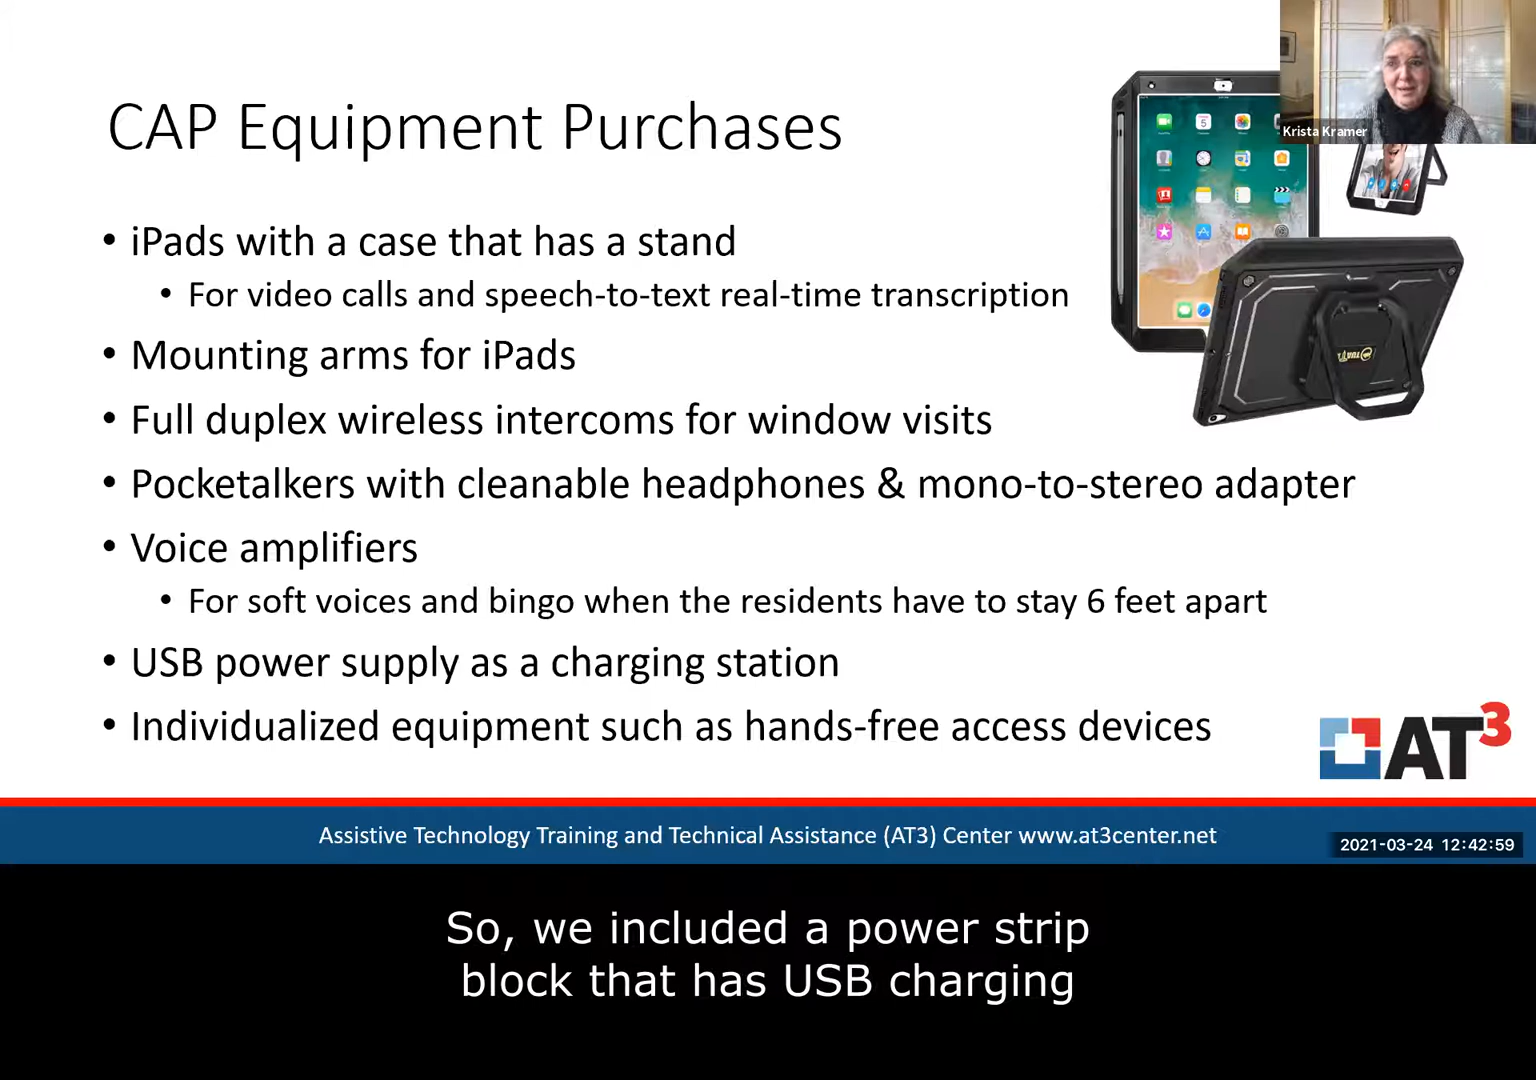 Krista Kramer
CAP Equipment Purchases
• iPads with a case that has a stand
• For video calls and speech-to-text real-time transcription
• Mounting arms for iPads
• Full duplex wireless intercoms for window visits
• Pocketalkers with cleanable headphones & mono-to-stereo adapter
• Voice amplifiers
• For soft voices and bingo when the residents have to stay 6 feet apart
• USB power supply as a charging station
• Individualized equipment such as hands-free access devices
AT3
Assistive Technology Training and Technical Assistance (AT3) Center www.at3center.net
2021-03-24 12:42:59
So, we included a power strip
block that has USB charging